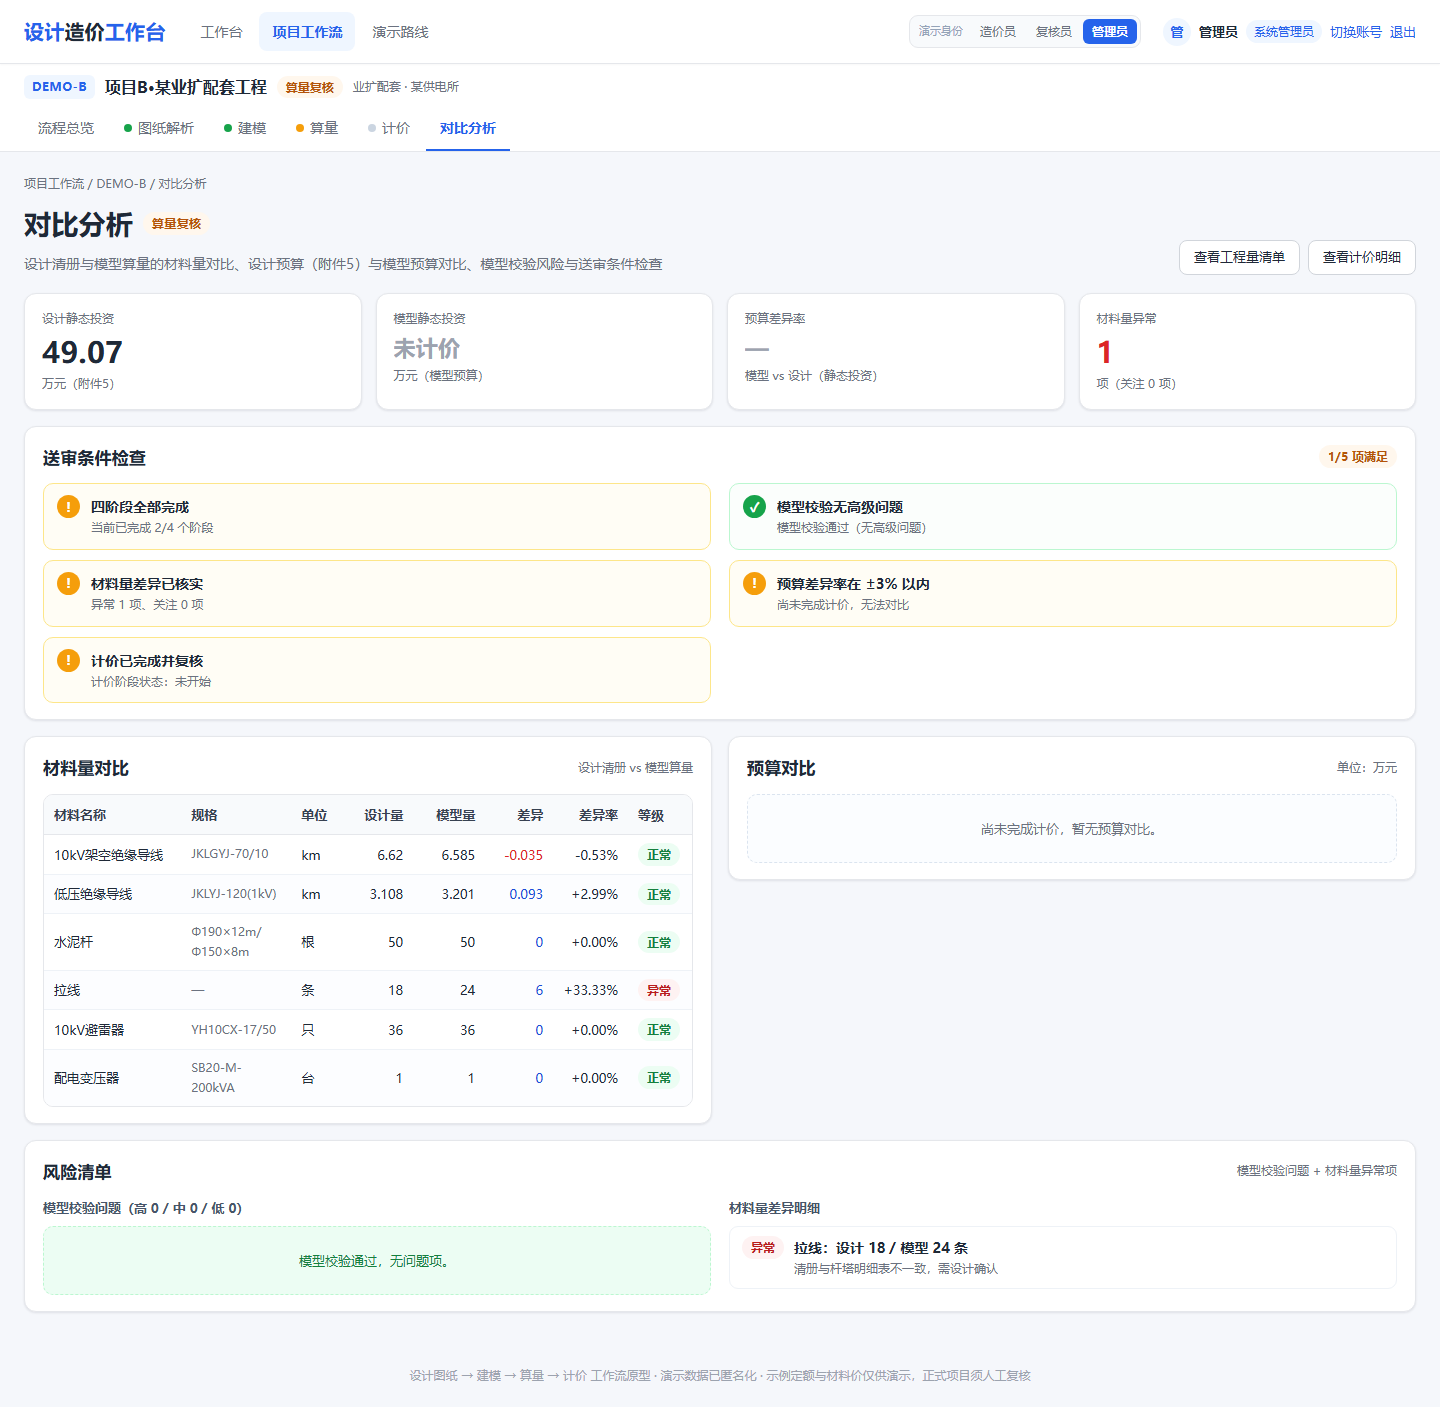 设计造价工作台 工作台 项目工作流 演示路线 演示身份 造价员 复核员 管理员 管 管理员 系统管理员 切换账号 退出
DEMO-B 项目B•某业扩配套工程 算量复核 业扩配套 · 某供电所
流程总览 图纸解析 建模 算量 计价 对比分析
项目工作流 / DEMO-B / 对比分析
对比分析 算量复核
设计清册与模型算量的材料量对比、设计预算（附件5）与模型预算对比、模型校验风险与送审条件检查
查看工程量清单 查看计价明细
设计静态投资
49.07
万元（附件5）
模型静态投资
未计价
万元（模型预算）
预算差异率
—
模型 vs 设计（静态投资）
材料量异常
1
项（关注 0 项）
送审条件检查 1/5 项满足
! 四阶段全部完成
当前已完成 2/4 个阶段
✓ 模型校验无高级问题
模型校验通过（无高级问题）
! 材料量差异已核实
异常 1 项、关注 0 项
! 预算差异率在 ±3% 以内
尚未完成计价，无法对比
! 计价已完成并复核
计价阶段状态：未开始
材料量对比 设计清册 vs 模型算量
材料名称 规格 单位 设计量 模型量 差异 差异率 等级
10kV架空绝缘导线 JKLGYJ-70/10 km 6.62 6.585 -0.035 -0.53% 正常
低压绝缘导线 JKLYJ-120(1kV) km 3.108 3.201 0.093 +2.99% 正常
水泥杆 Φ190×12m/Φ150×8m 根 50 50 0 +0.00% 正常
拉线 — 条 18 24 6 +33.33% 异常
10kV避雷器 YH10CX-17/50 只 36 36 0 +0.00% 正常
配电变压器 SB20-M-200kVA 台 1 1 0 +0.00% 正常
预算对比 单位：万元
尚未完成计价，暂无预算对比。
风险清单 模型校验问题 + 材料量异常项
模型校验问题（高 0 / 中 0 / 低 0）
模型校验通过，无问题项。
材料量差异明细
异常 拉线：设计 18 / 模型 24 条
清册与杆塔明细表不一致，需设计确认
设计图纸 → 建模 → 算量 → 计价 工作流原型 · 演示数据已匿名化 · 示例定额与材料价仅供演示，正式项目须人工复核